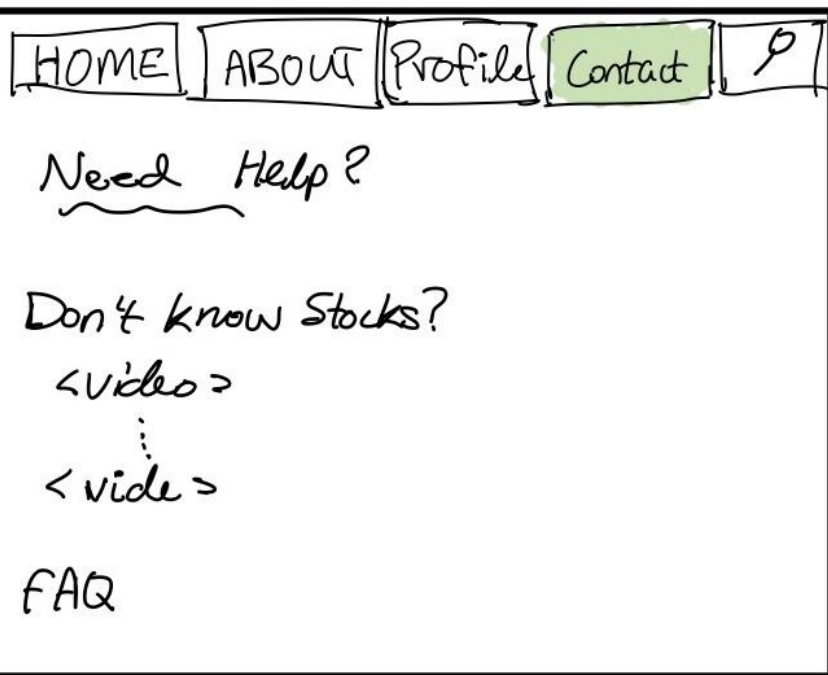 HOME ABOUT Profile Contact
Need Help?
Don't know Stocks?
<video>
<vide>
FAQ